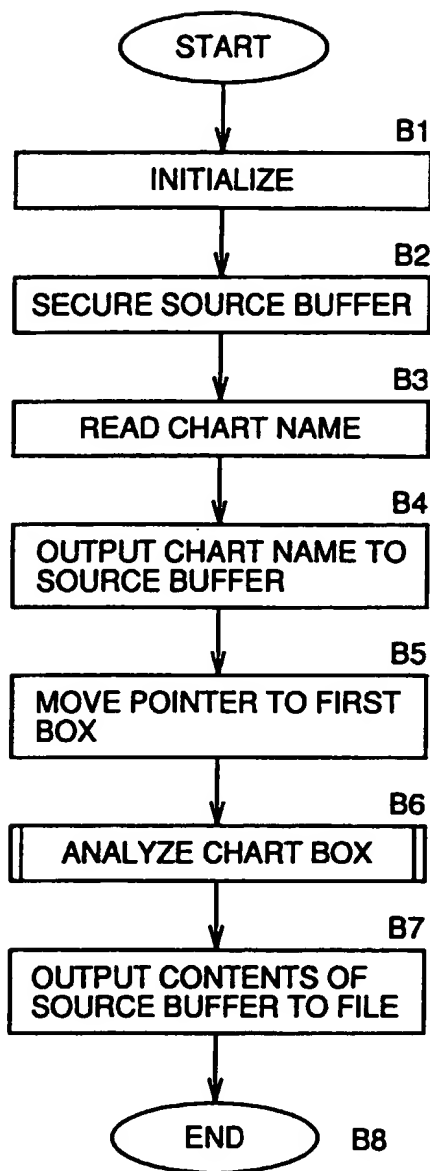 START
B1
INITIALIZE
B2
SECURE SOURCE BUFFER
B3
READ CHART NAME
B4
OUTPUT CHART NAME TO
SOURCE BUFFER
B5
MOVE POINTER TO FIRST
BOX
B6
ANALYZE CHART BOX
B7
OUTPUT CONTENTS OF
SOURCE BUFFER TO FILE
END B8